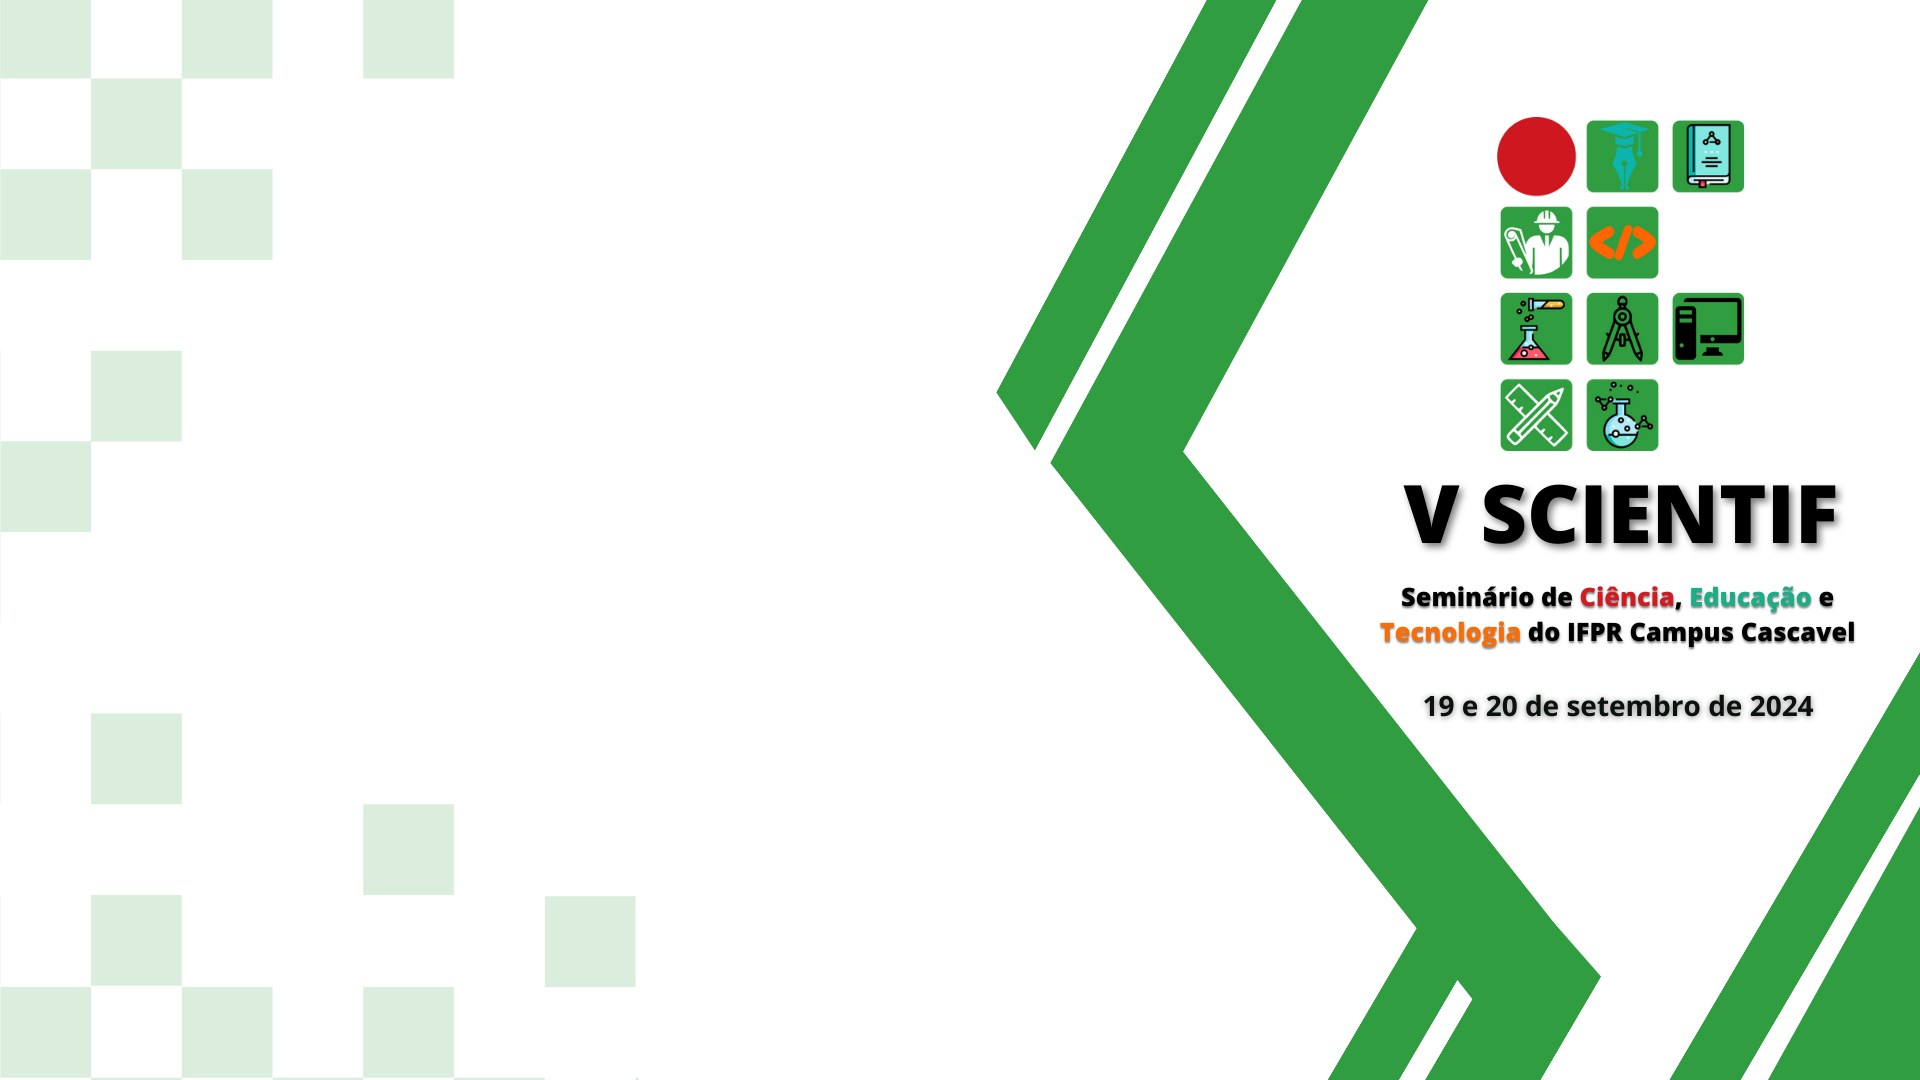 </>
V SCIENTIF
Seminário de Ciência, Educação e
Tecnologia do IFPR Campus Cascavel
19 e 20 de setembro de 2024